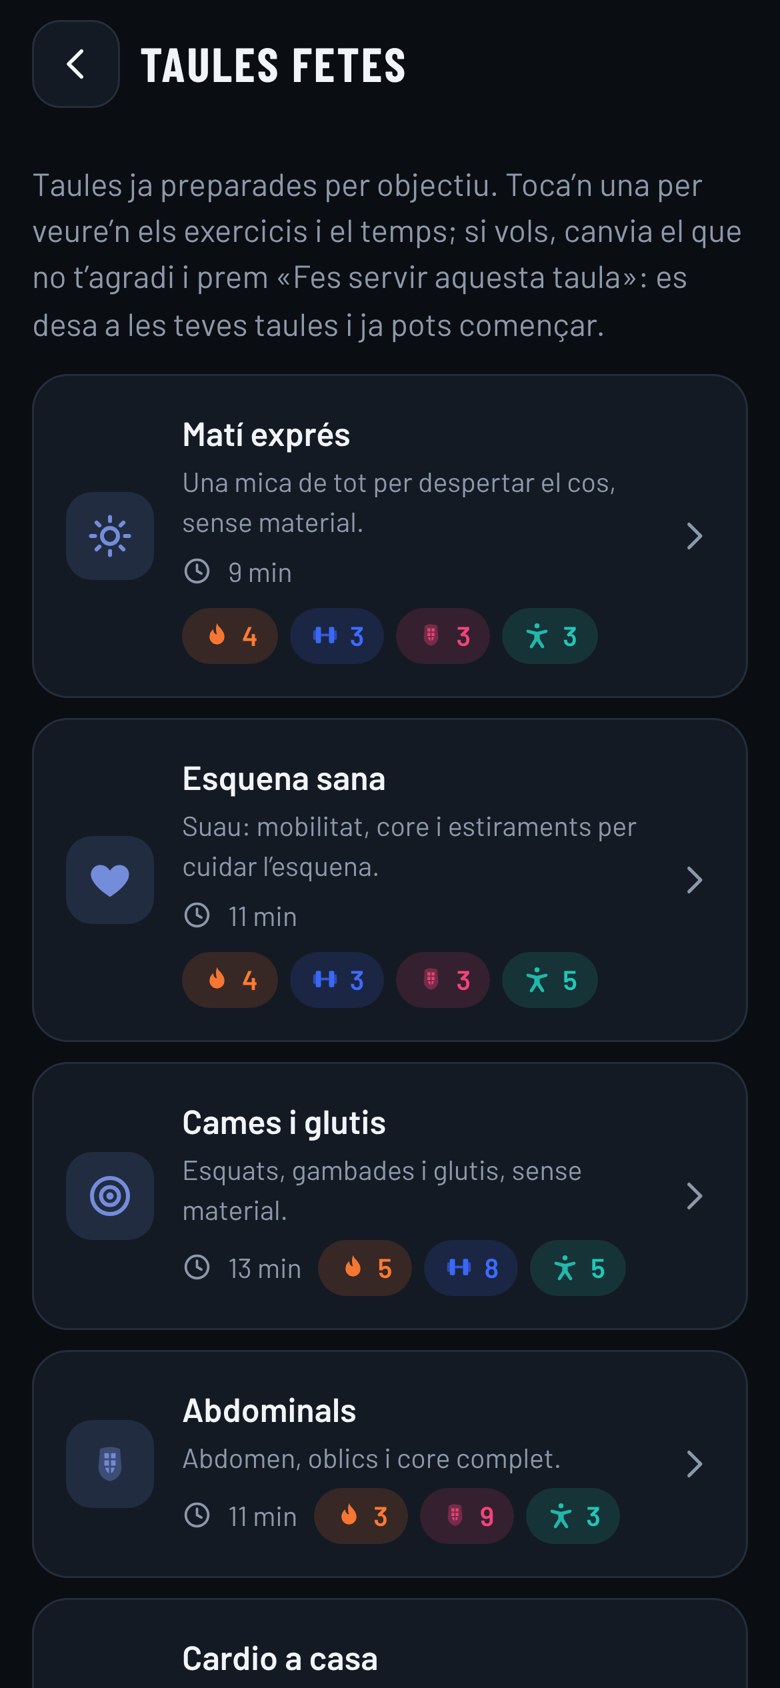 TAULES FETES
Taules ja preparades per objectiu. Toca’n una per
veure’n els exercicis i el temps; si vols, canvia el que
no t’agradi i prem «Fes servir aquesta taula»: es
desa a les teves taules i ja pots començar.
Matí exprés
Una mica de tot per despertar el cos,
sense material.
9 min
4 3 3 3
Esquena sana
Suau: mobilitat, core i estiraments per
cuidar l’esquena.
11 min
4 3 3 5
Cames i glutis
Esquats, gambades i glutis, sense
material.
13 min 5 8 5
Abdominals
Abdomen, oblics i core complet.
11 min 3 9 3
Cardio a casa